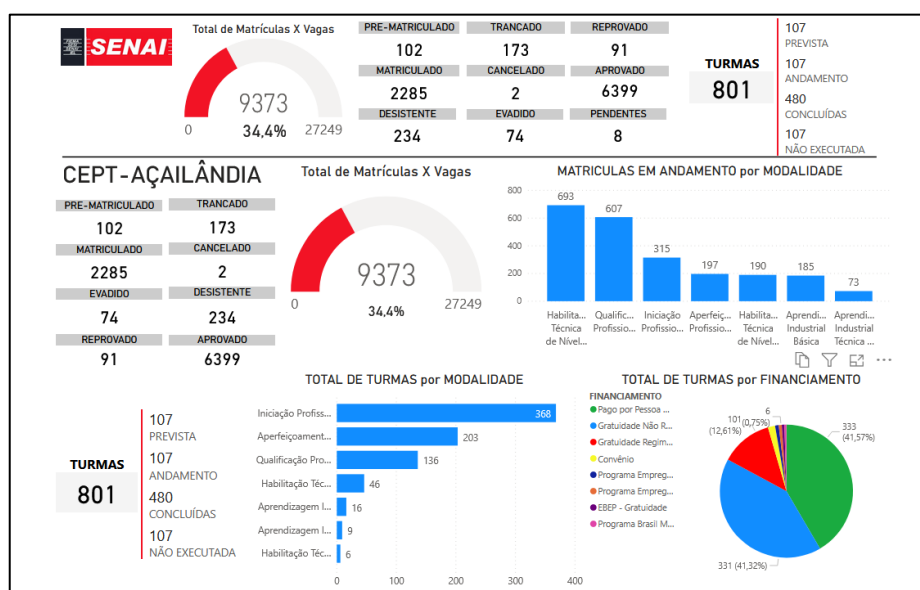 SENAI
Total de Matrículas X Vagas
9373
0
34,4%
27249
PRE-MATRICULADO
TRANCADO
REPROVADO
102
173
91
MATRICULADO
CANCELADO
APROVADO
2285
2
6399
DESISTENTE
EVADIDO
PENDENTES
234
74
8
TURMAS
801
107
PREVISTA
107
ANDAMENTO
480
CONCLUÍDAS
107
NÃO EXECUTADA
CEPT-AÇAILÂNDIA
PRE-MATRICULADO
TRANCADO
102
173
MATRICULADO
CANCELADO
2285
2
EVADIDO
DESISTENTE
74
234
REPROVADO
APROVADO
91
6399
Total de Matrículas X Vagas
9373
0
34,4%
27249
MATRICULAS EM ANDAMENTO por MODALIDADE
800
600
400
200
0
693
607
315
197
190
185
73
Habilita...
Técnica
de Nível...
Qualific...
Profissio...
Iniciação
Profissio...
Aperfeiç...
Profissio...
Habilita...
Técnica
de Nível...
Aprendi...
Industrial
Básica
Aprendi...
Industrial
Técnica ...
TURMAS
801
107
PREVISTA
107
ANDAMENTO
480
CONCLUÍDAS
107
NÃO EXECUTADA
TOTAL DE TURMAS por MODALIDADE
Iniciação Profiss...
368
Aperfeiçoament...
203
Qualificação Pro...
136
Habilitação Téc...
46
Aprendizagem I...
16
Aprendizagem I...
9
Habilitação Téc...
6
0
100
200
300
400
TOTAL DE TURMAS por FINANCIAMENTO
FINANCIAMENTO
Pago por Pessoa ...
Gratuidade Não R...
Gratuidade Regim...
Convênio
Programa Empreg...
Programa Empreg...
EBEP - Gratuidade
Programa Brasil M...
6
(0,75%)
101
(12,61%)
333
(41,57%)
331 (41,32%)